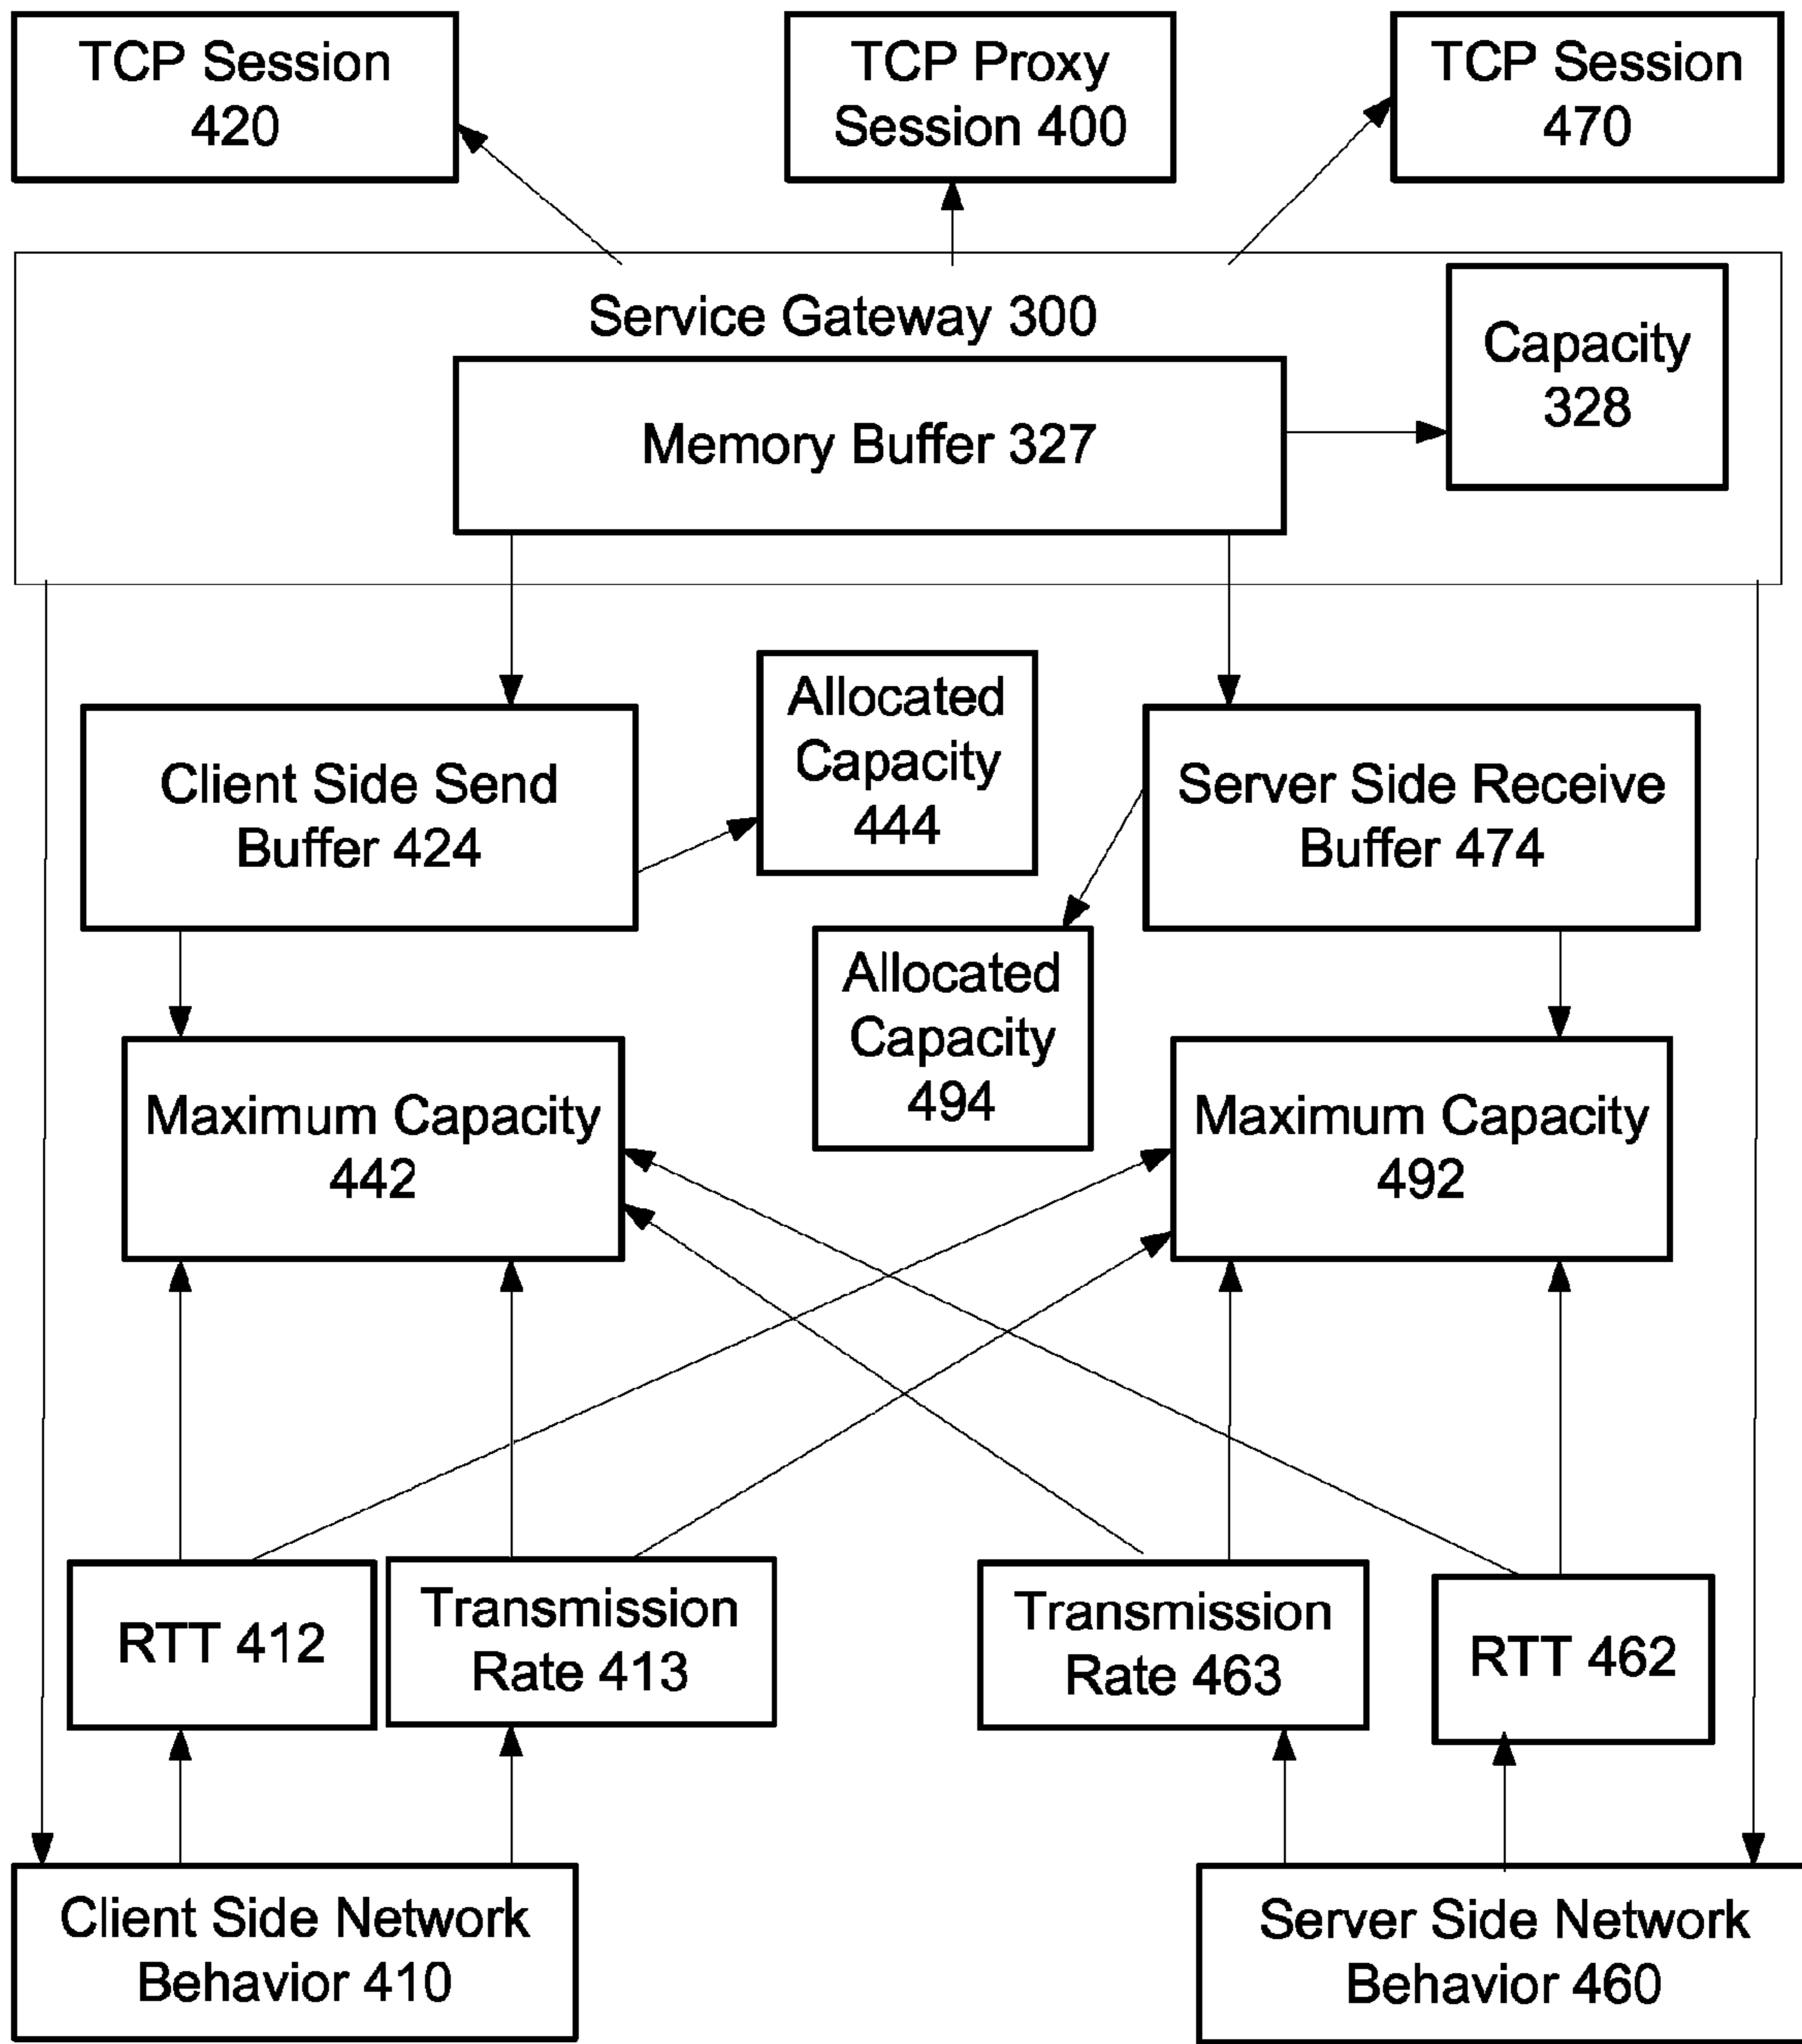 TCP Session
420
TCP Proxy
Session 400
TCP Session
470
Service Gateway 300
Capacity
328
Memory Buffer 327
Client Side Send
Buffer 424
Allocated
Capacity
444
Server Side Receive
Buffer 474
Allocated
Capacity
494
Maximum Capacity
442
Maximum Capacity
492
RTT 412
Transmission
Rate 413
Transmission
Rate 463
RTT 462
Client Side Network
Behavior 410
Server Side Network
Behavior 460